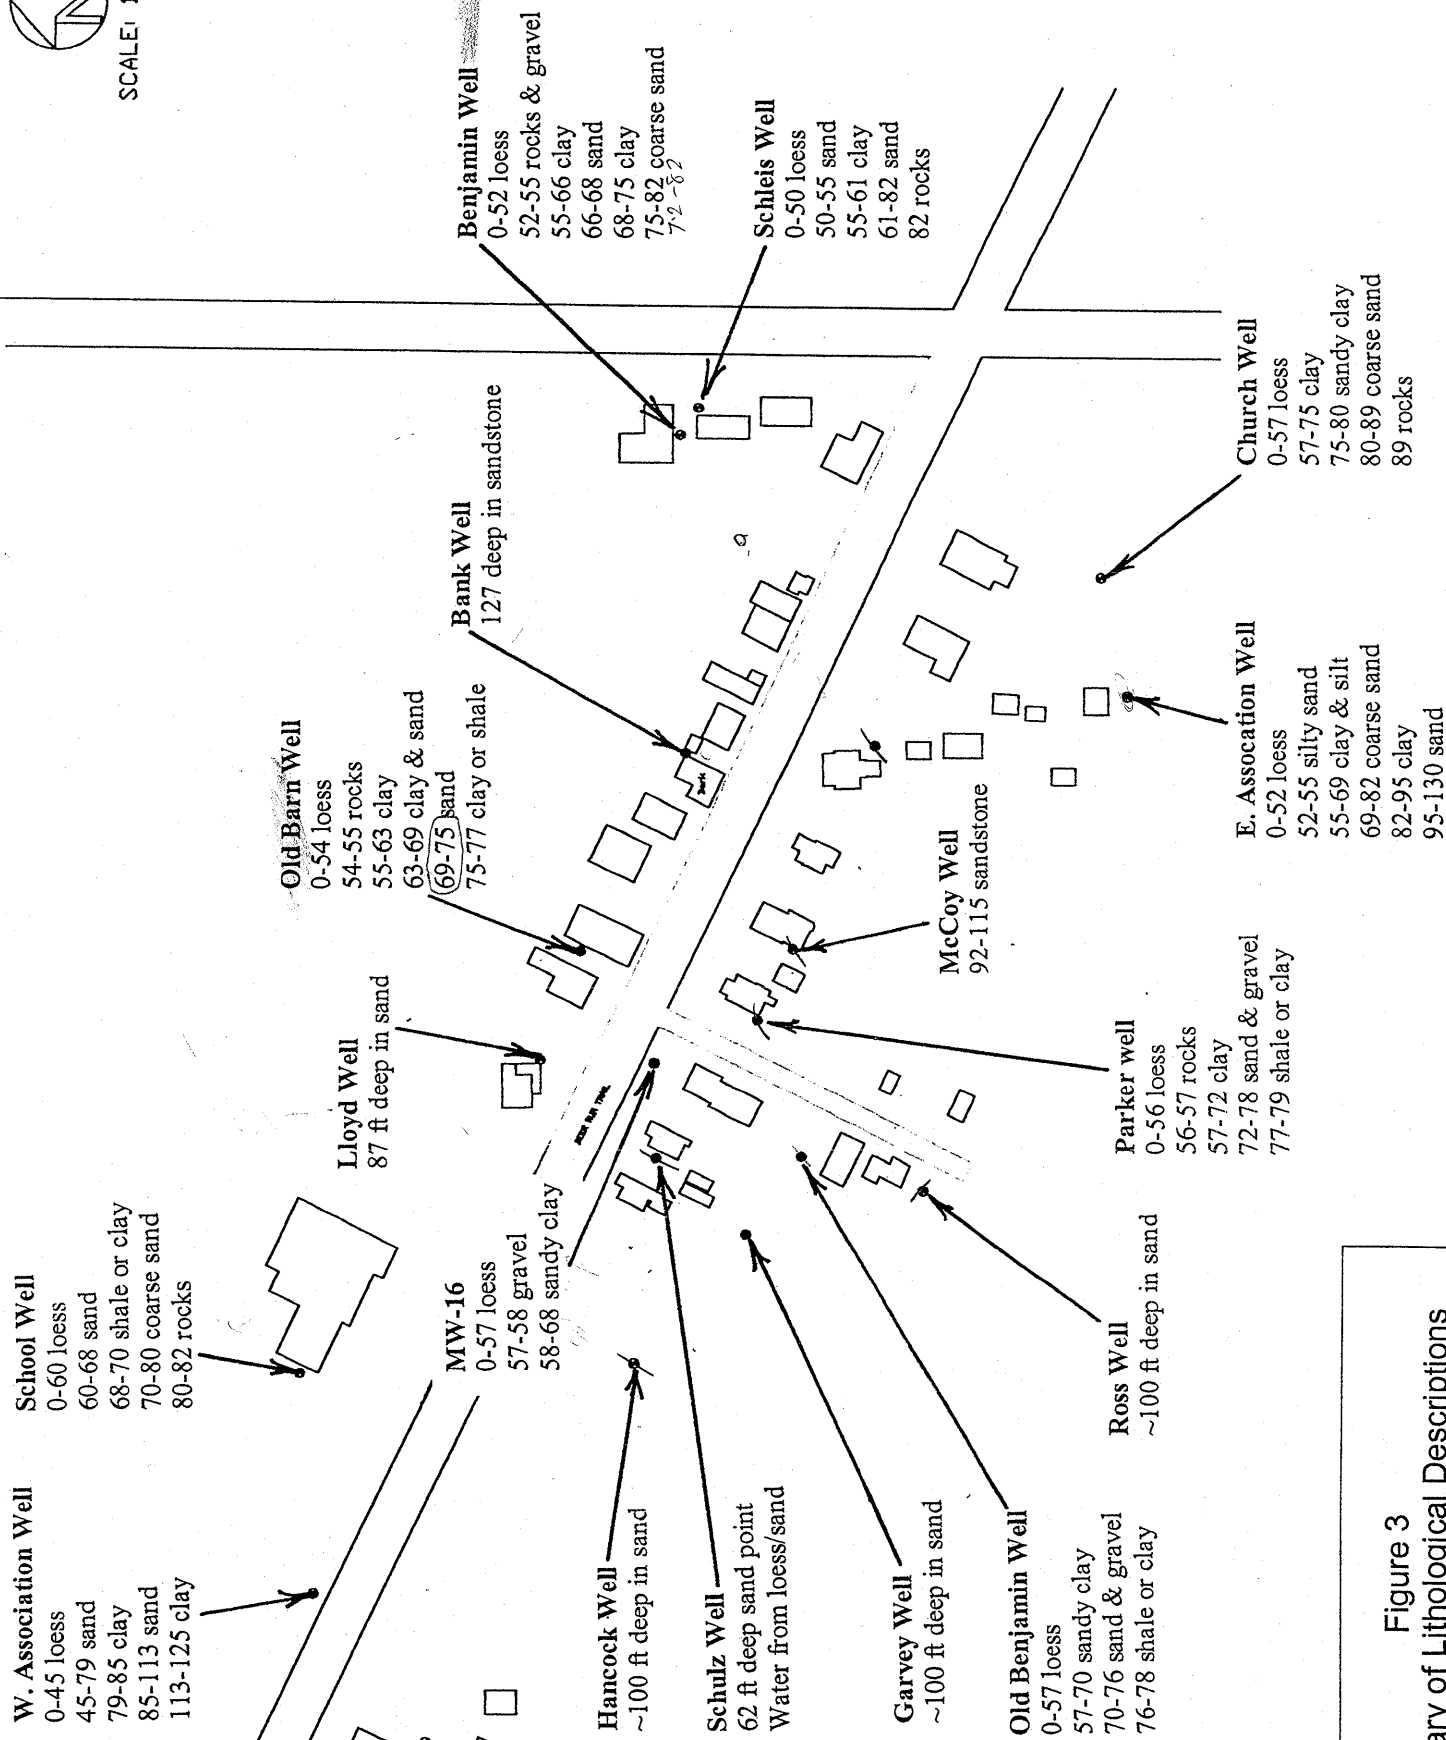 SCALE: 1
W. Association Well
0-45 loess
45-79 sand
79-85 clay
85-113 sand
113-125 clay
School Well
0-60 loess
60-68 sand
68-70 shale or clay
70-80 coarse sand
80-82 rocks
Lloyd Well
87 ft deep in sand
Old Barn Well
0-54 loess
54-55 rocks
55-63 clay
63-69 clay & sand
69-75 sand
75-77 clay or shale
Bank Well
127 deep in sandstone
Benjamin Well
0-52 loess
52-55 rocks & gravel
55-66 clay
66-68 sand
68-75 clay
75-82 coarse sand
72-82
Schleis Well
0-50 loess
50-55 sand
55-61 clay
61-82 sand
82 rocks
MW-16
0-57 loess
57-58 gravel
58-68 sandy clay
Hancock Well
~100 ft deep in sand
Schulz Well
62 ft deep sand point
Water from loess/sand
Garvey Well
~100 ft deep in sand
Old Benjamin Well
0-57 loess
57-70 sandy clay
70-76 sand & gravel
76-78 shale or clay
Ross Well
~100 ft deep in sand
Parker well
0-56 loess
56-57 rocks
57-72 clay
72-78 sand & gravel
77-79 shale or clay
McCoy Well
92-115 sandstone
E. Assocation Well
0-52 loess
52-55 silty sand
55-69 clay & silt
69-82 coarse sand
82-95 clay
95-130 sand
Church Well
0-57 loess
57-75 clay
75-80 sandy clay
80-89 coarse sand
89 rocks
Figure 3
ary of Lithological Descriptions